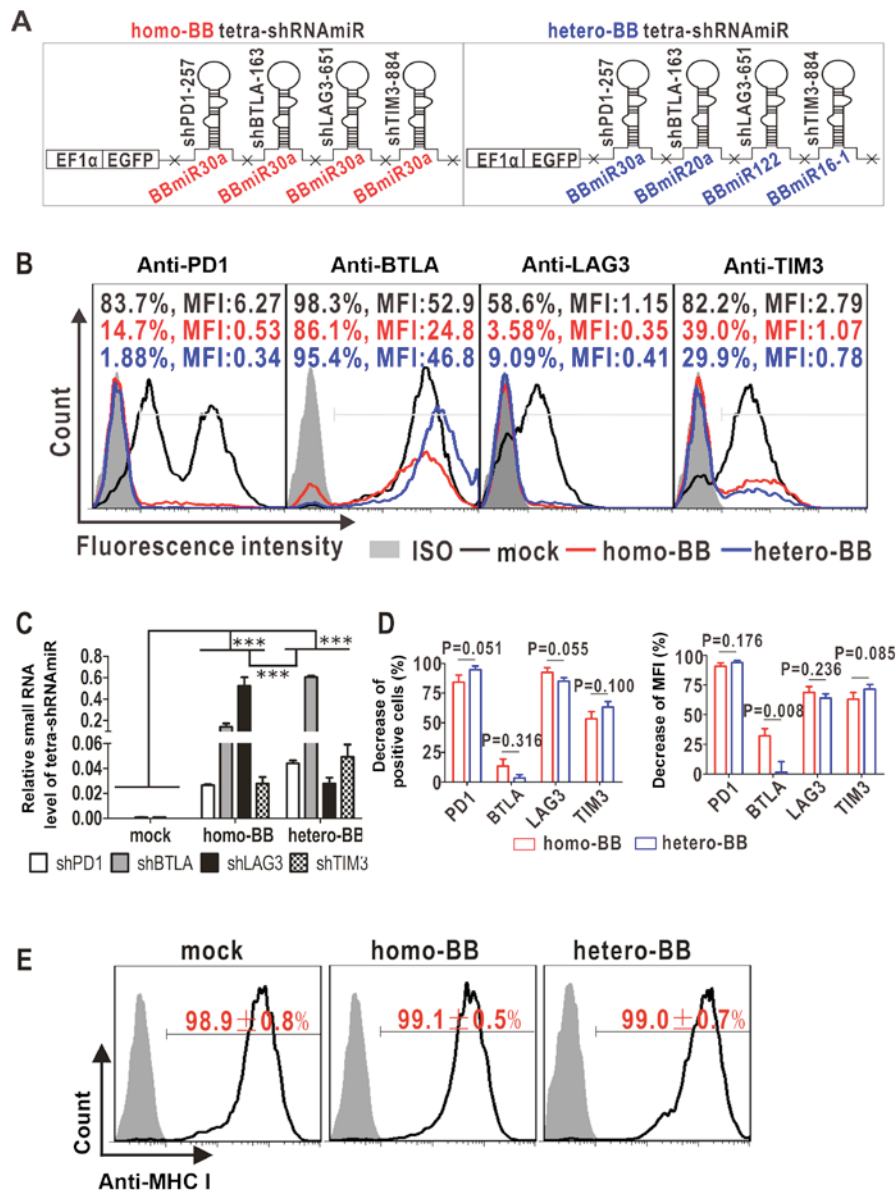 A
homo-BB tetra-shRNAmiR
hetero-BB tetra-shRNAmiR
shPD1-257
shBTLA-163
shLAG3-651
shTIM3-884
shPD1-257
shBTLA-163
shLAG3-651
shTIM3-884
EF1α EGFP
EF1α EGFP
BBmiR30a
BBmiR30a
BBmiR30a
BBmiR30a
BBmiR30a
BBmiR20a
BBmiR122
BBmiR16-1
B
Anti-PD1
Anti-BTLA
Anti-LAG3
Anti-TIM3
83.7%, MFI:6.27
14.7%, MFI:0.53
1.88%, MFI:0.34
98.3%, MFI:52.9
86.1%, MFI:24.8
95.4%, MFI:46.8
58.6%, MFI:1.15
3.58%, MFI:0.35
9.09%, MFI:0.41
82.2%, MFI:2.79
39.0%, MFI:1.07
29.9%, MFI:0.78
Count
Fluorescence intensity
ISO mock homo-BB hetero-BB
C
Relative small RNA
level of tetra-shRNAmiR
0.8
0.6
0.4
0.2
0.06
0.04
0.02
0.00
***
***
***
mock homo-BB hetero-BB
shPD1 shBTLA shLAG3 shTIM3
D
Decrease of
positive cells (%)
100
75
50
25
0
P=0.051
P=0.316
P=0.055
P=0.100
PD1
BTLA
LAG3
TIM3
Decrease of MFI (%)
100
75
50
25
0
P=0.176
P=0.008
P=0.236
P=0.085
PD1
BTLA
LAG3
TIM3
homo-BB hetero-BB
E
mock
homo-BB
hetero-BB
98.9±0.8%
99.1±0.5%
99.0±0.7%
Count
Anti-MHC I